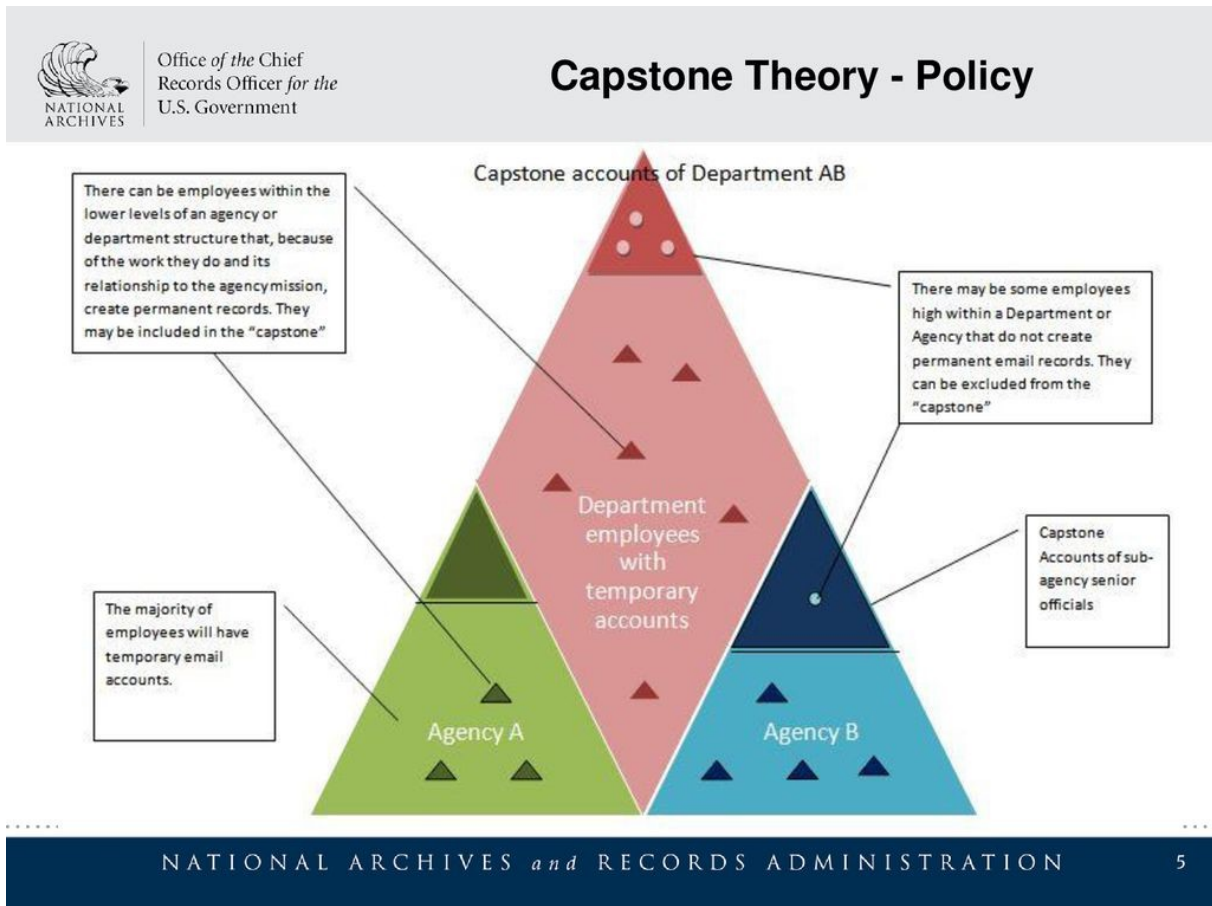 Office of the Chief
Records Officer for the
U.S. Government
NATIONAL
ARCHIVES
Capstone Theory - Policy
Capstone accounts of Department AB
There can be employees within the
lower levels of an agency or
department structure that, because
of the work they do and its
relationship to the agency mission,
create permanent records. They
may be included in the “capstone”
There may be some employees
high within a Department or
Agency that do not create
permanent email records. They
can be excluded from the
“capstone”
Department
employees
with
temporary
accounts
Capstone
Accounts of sub-
agency senior
officials
The majority of
employees will have
temporary email
accounts.
Agency A
Agency B
NATIONAL ARCHIVES and RECORDS ADMINISTRATION
5